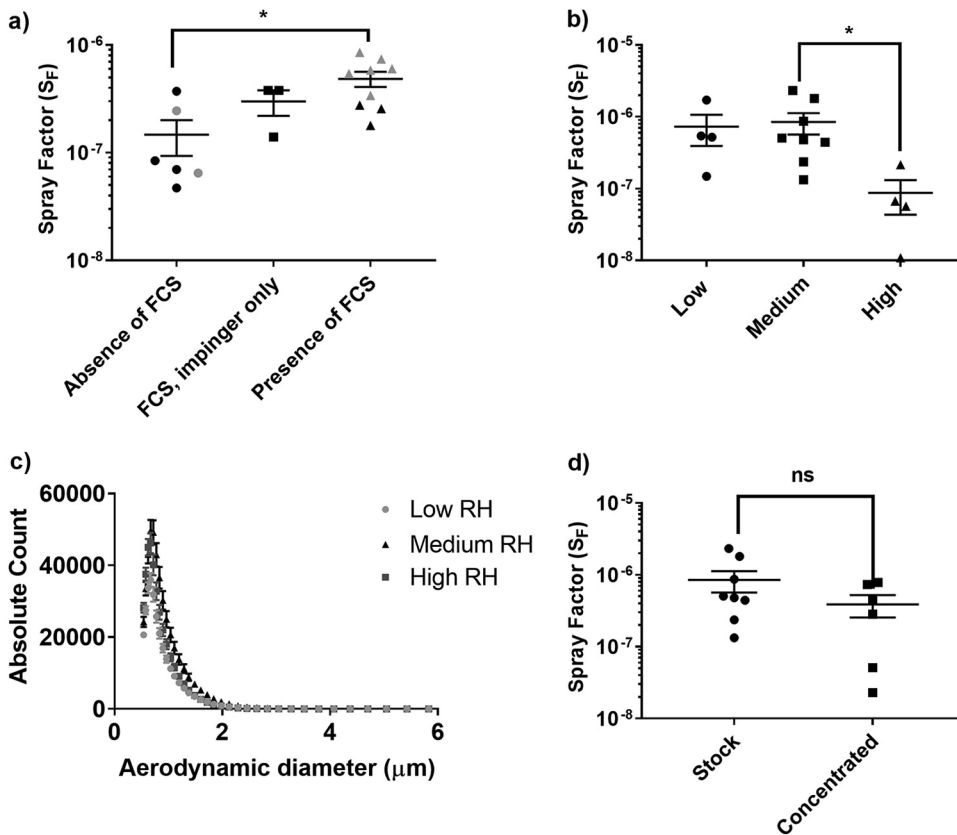 a)
*
Spray Factor (S_F)
10^-6
10^-7
10^-8
Absence of FCS
FCS, impinger only
Presence of FCS
b)
*
Spray Factor (S_F)
10^-5
10^-6
10^-7
10^-8
Low
Medium
High
c)
Absolute Count
60000
40000
20000
0
0 2 4 6
Aerodynamic diameter (μm)
Low RH
Medium RH
High RH
d)
ns
Spray Factor (S_F)
10^-5
10^-6
10^-7
10^-8
Stock
Concentrated